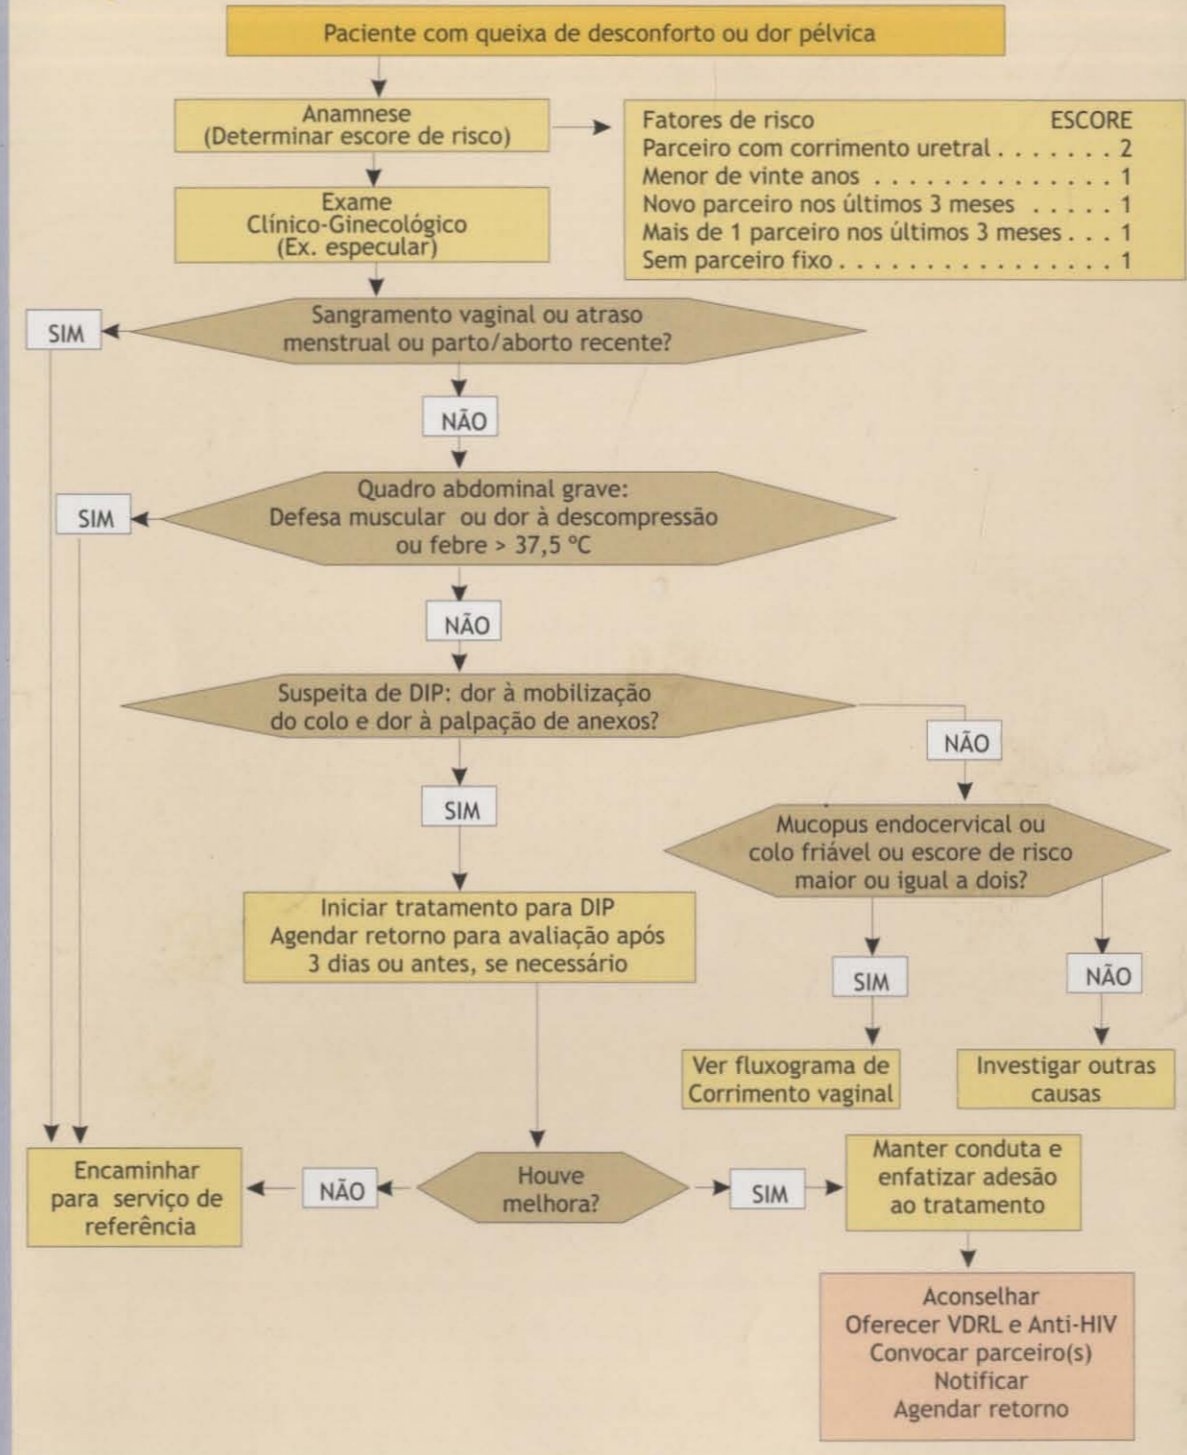 Paciente com queixa de desconforto ou dor pélvica
Anamnese
(Determinar escore de risco)
Fatores de risco ESCORE
Parceiro com corrimento uretral . . . . . . . 2
Menor de vinte anos . . . . . . . . . . . . . . 1
Novo parceiro nos últimos 3 meses . . . . . 1
Mais de 1 parceiro nos últimos 3 meses . . . 1
Sem parceiro fixo . . . . . . . . . . . . . . . . 1
Exame
Clínico-Ginecológico
(Ex. especular)
Sangramento vaginal ou atraso
menstrual ou parto/aborto recente?
SIM
NÃO
Quadro abdominal grave:
Defesa muscular ou dor à descompressão
ou febre > 37,5 ºC
SIM
NÃO
Suspeita de DIP: dor à mobilização
do colo e dor à palpação de anexos?
NÃO
SIM
Mucopus endocervical ou
colo friável ou escore de risco
maior ou igual a dois?
Iniciar tratamento para DIP
Agendar retorno para avaliação após
3 dias ou antes, se necessário
SIM
NÃO
Ver fluxograma de
Corrimento vaginal
Investigar outras
causas
Encaminhar
para serviço de
referência
NÃO
Houve
melhora?
SIM
Manter conduta e
enfatizar adesão
ao tratamento
Aconselhar
Oferecer VDRL e Anti-HIV
Convocar parceiro(s)
Notificar
Agendar retorno